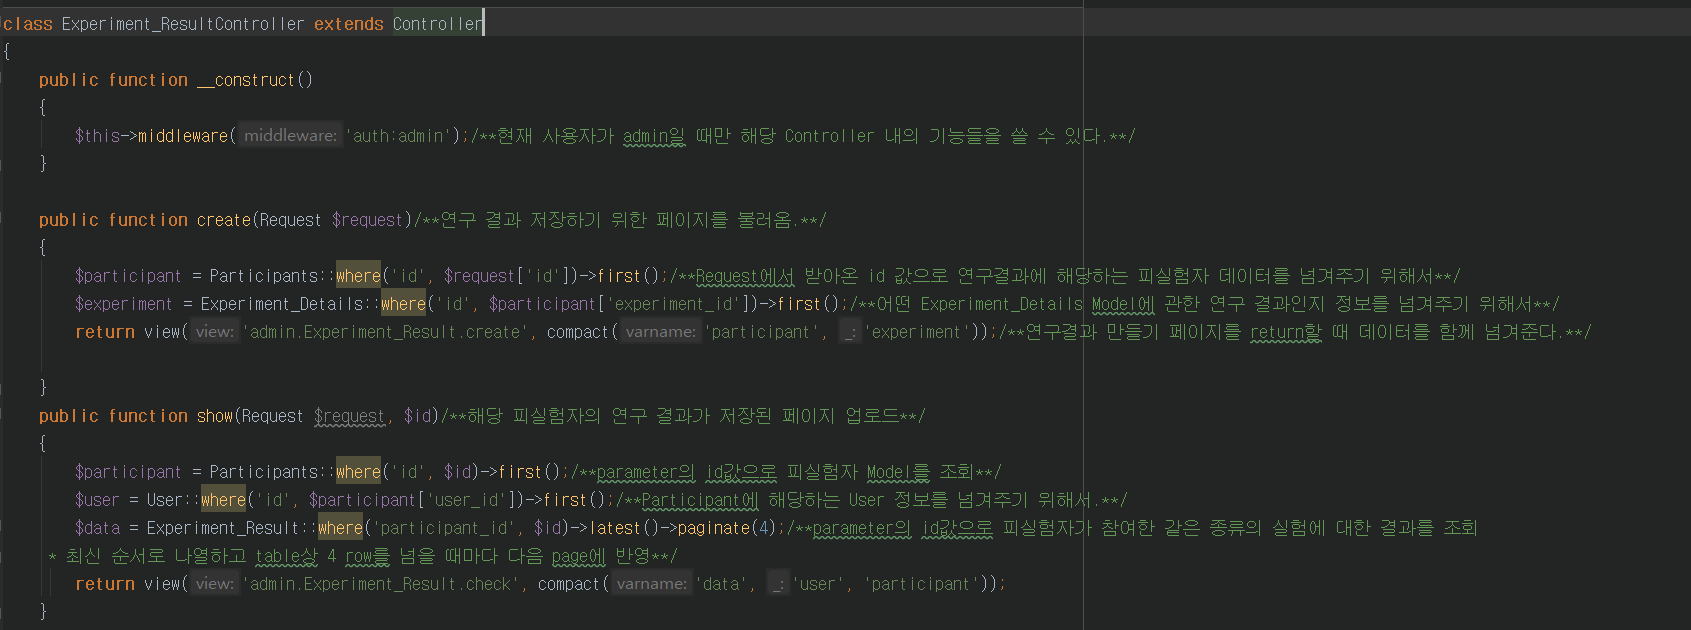 class Experiment_ResultController extends Controller
{
public function __construct()
{
$this->middleware( middleware: 'auth:admin');/**현재 사용자가 admin일 때만 해당 Controller 내의 기능들을 쓸 수 있다.**/
}
public function create(Request $request)/**연구 결과 저장하기 위한 페이지를 불러옴.**/
{
$participant = Participants::where('id', $request['id'])->first();/**Request에서 받아온 id 값으로 연구결과에 해당하는 피실험자 데이터를 넘겨주기 위해서**/
$experiment = Experiment_Details::where('id', $participant['experiment_id'])->first();/**어떤 Experiment_Details Model에 관한 연구 결과인지 정보를 넘겨주기 위해서**/
return view( view: 'admin.Experiment_Result.create', compact( varname: 'participant', _: 'experiment'));/**연구결과 만들기 페이지를 return할 때 데이터를 함께 넘겨준다.**/
}
public function show(Request $request, $id)/**해당 피실험자의 연구 결과가 저장된 페이지 업로드**/
{
$participant = Participants::where('id', $id)->first();/**parameter의 id값으로 피실험자 Model를 조회**/
$user = User::where('id', $participant['user_id'])->first();/**Participant에 해당하는 User 정보를 넘겨주기 위해서.**/
$data = Experiment_Result::where('participant_id', $id)->latest()->paginate(4);/**parameter의 id값으로 피실험자가 참여한 같은 종류의 실험에 대한 결과를 조회
* 최신 순서로 나열하고 table상 4 row를 넘을 때마다 다음 page에 반영**/
return view( view: 'admin.Experiment_Result.check', compact( varname: 'data', _: 'user', 'participant'));
}